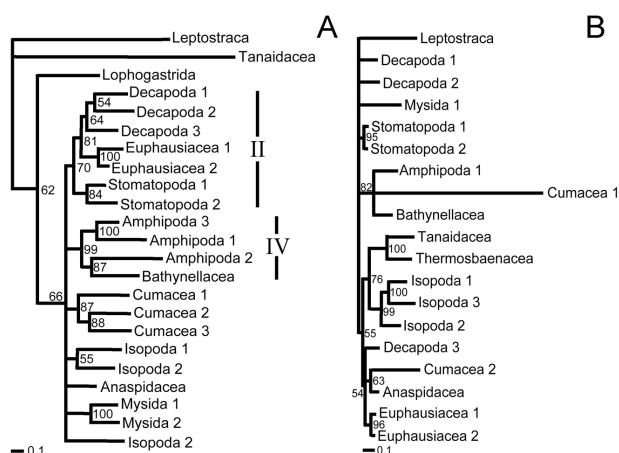 A
Leptostraca
Tanaidacea
Lophogastrida
Decapoda 1
54
Decapoda 2
64
Decapoda 3
81
Euphausiacea 1
100
II
70
Euphausiacea 2
Stomatopoda 1
84
62
Stomatopoda 2
Amphipoda 3
100
Amphipoda 1
99
IV
Amphipoda 2
87
Bathynellacea
66
Cumacea 1
87
Cumacea 2
88
Cumacea 3
Isopoda 1
55
Isopoda 2
Anaspidacea
Mysida 1
100
Mysida 2
Isopoda 2
0.1
B
Leptostraca
Decapoda 1
Decapoda 2
Mysida 1
Stomatopoda 1
95
Stomatopoda 2
Amphipoda 1
82
Cumacea 1
Bathynellacea
Tanaidacea
100
Thermosbaenacea
76
Isopoda 1
100
Isopoda 3
99
Isopoda 2
55
Decapoda 3
Cumacea 2
63
54
Anaspidacea
Euphausiacea 1
96
Euphausiacea 2
0.1